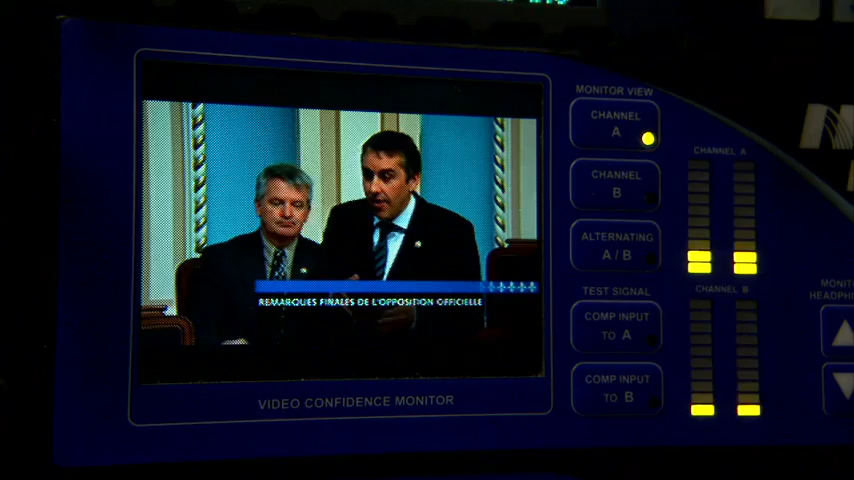 REMARQUES FINALES DE L'OPPOSITION OFFICIELLE
VIDEO CONFIDENCE MONITOR
MONITOR VIEW
CHANNEL
A
CHANNEL
B
ALTERNATING
A / B
TEST SIGNAL
COMP INPUT
TO A
COMP INPUT
TO B
CHANNEL A
CHANNEL B